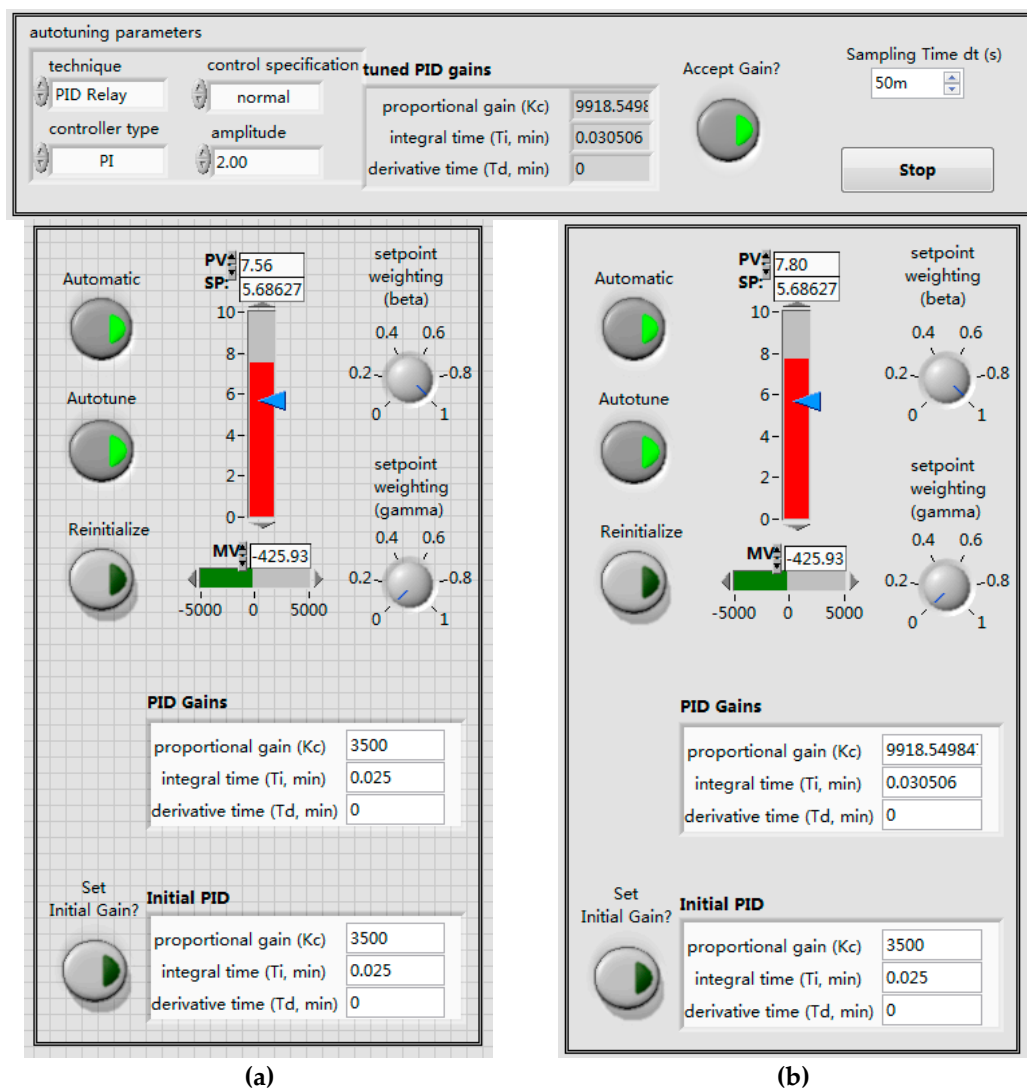 autotuning parameters
technique
control specification
PID Relay
normal
controller type
amplitude
PI
2.00
tuned PID gains
proportional gain (Kc) 9918.5498
integral time (Ti, min) 0.030506
derivative time (Td, min) 0
Accept Gain?
Sampling Time dt (s)
50m
Stop
Automatic
Autotune
Reinitialize
PV: 7.56
SP: 5.68627
10
8
6
4
2
0
MV: -425.93
-5000 0 5000
setpoint
weighting
(beta)
0.4 0.6
0.2 0.8
0 1
setpoint
weighting
(gamma)
0.4 0.6
0.2 0.8
0 1
PID Gains
proportional gain (Kc) 3500
integral time (Ti, min) 0.025
derivative time (Td, min) 0
Set
Initial Gain?
Initial PID
proportional gain (Kc) 3500
integral time (Ti, min) 0.025
derivative time (Td, min) 0
(a)
Automatic
Autotune
Reinitialize
PV: 7.80
SP: 5.68627
10
8
6
4
2
0
MV: -425.93
-5000 0 5000
setpoint
weighting
(beta)
0.4 0.6
0.2 0.8
0 1
setpoint
weighting
(gamma)
0.4 0.6
0.2 0.8
0 1
PID Gains
proportional gain (Kc) 9918.549847
integral time (Ti, min) 0.030506
derivative time (Td, min) 0
Set
Initial Gain?
Initial PID
proportional gain (Kc) 3500
integral time (Ti, min) 0.025
derivative time (Td, min) 0
(b)